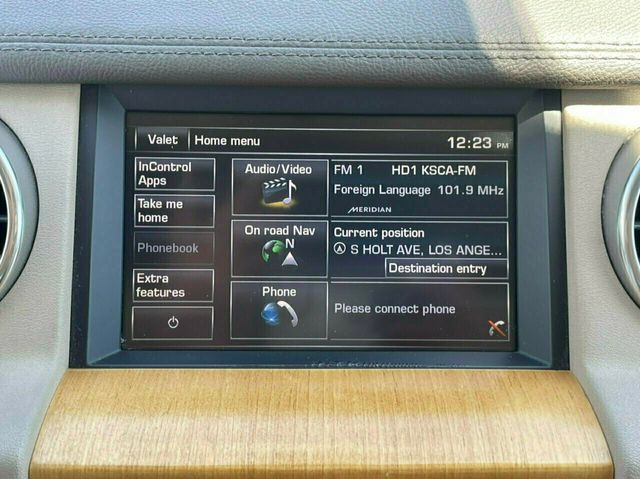 Valet Home menu 12:23 PM
InControl
Apps
Take me
home
Phonebook
Extra
features
Audio/Video
On road Nav
N
Phone
FM 1 HD1 KSCA-FM
Foreign Language 101.9 MHz
MERIDIAN
Current position
S HOLT AVE, LOS ANGE...
Destination entry
Please connect phone